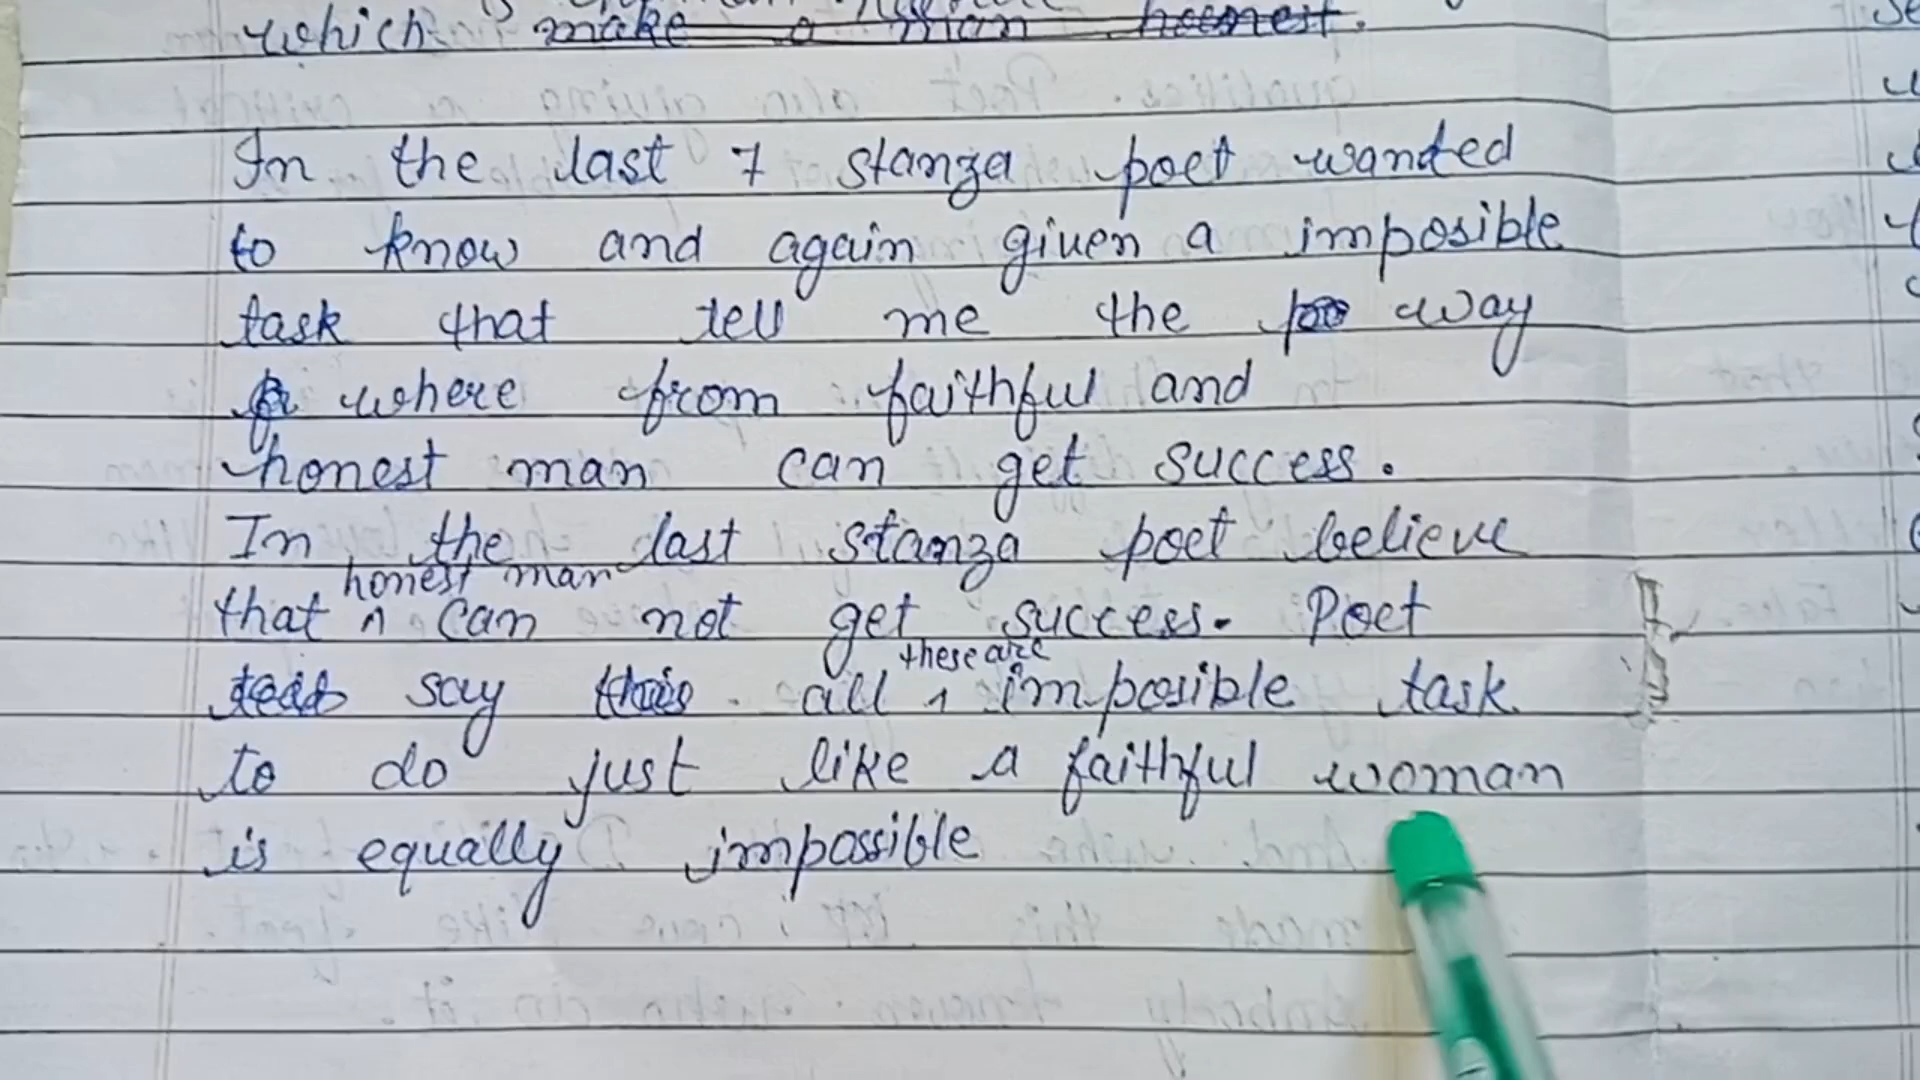 which make a man honest.
In the last 7 stanza poet wanted
to know and again given a imposible
task that tell me the way
where from faithful and
honest man can get success.
In the last stanza poet believe
that ^ honest man can not get success. Poet
say all ^ these are imposible task
to do just like a faithful woman
is equally impossible